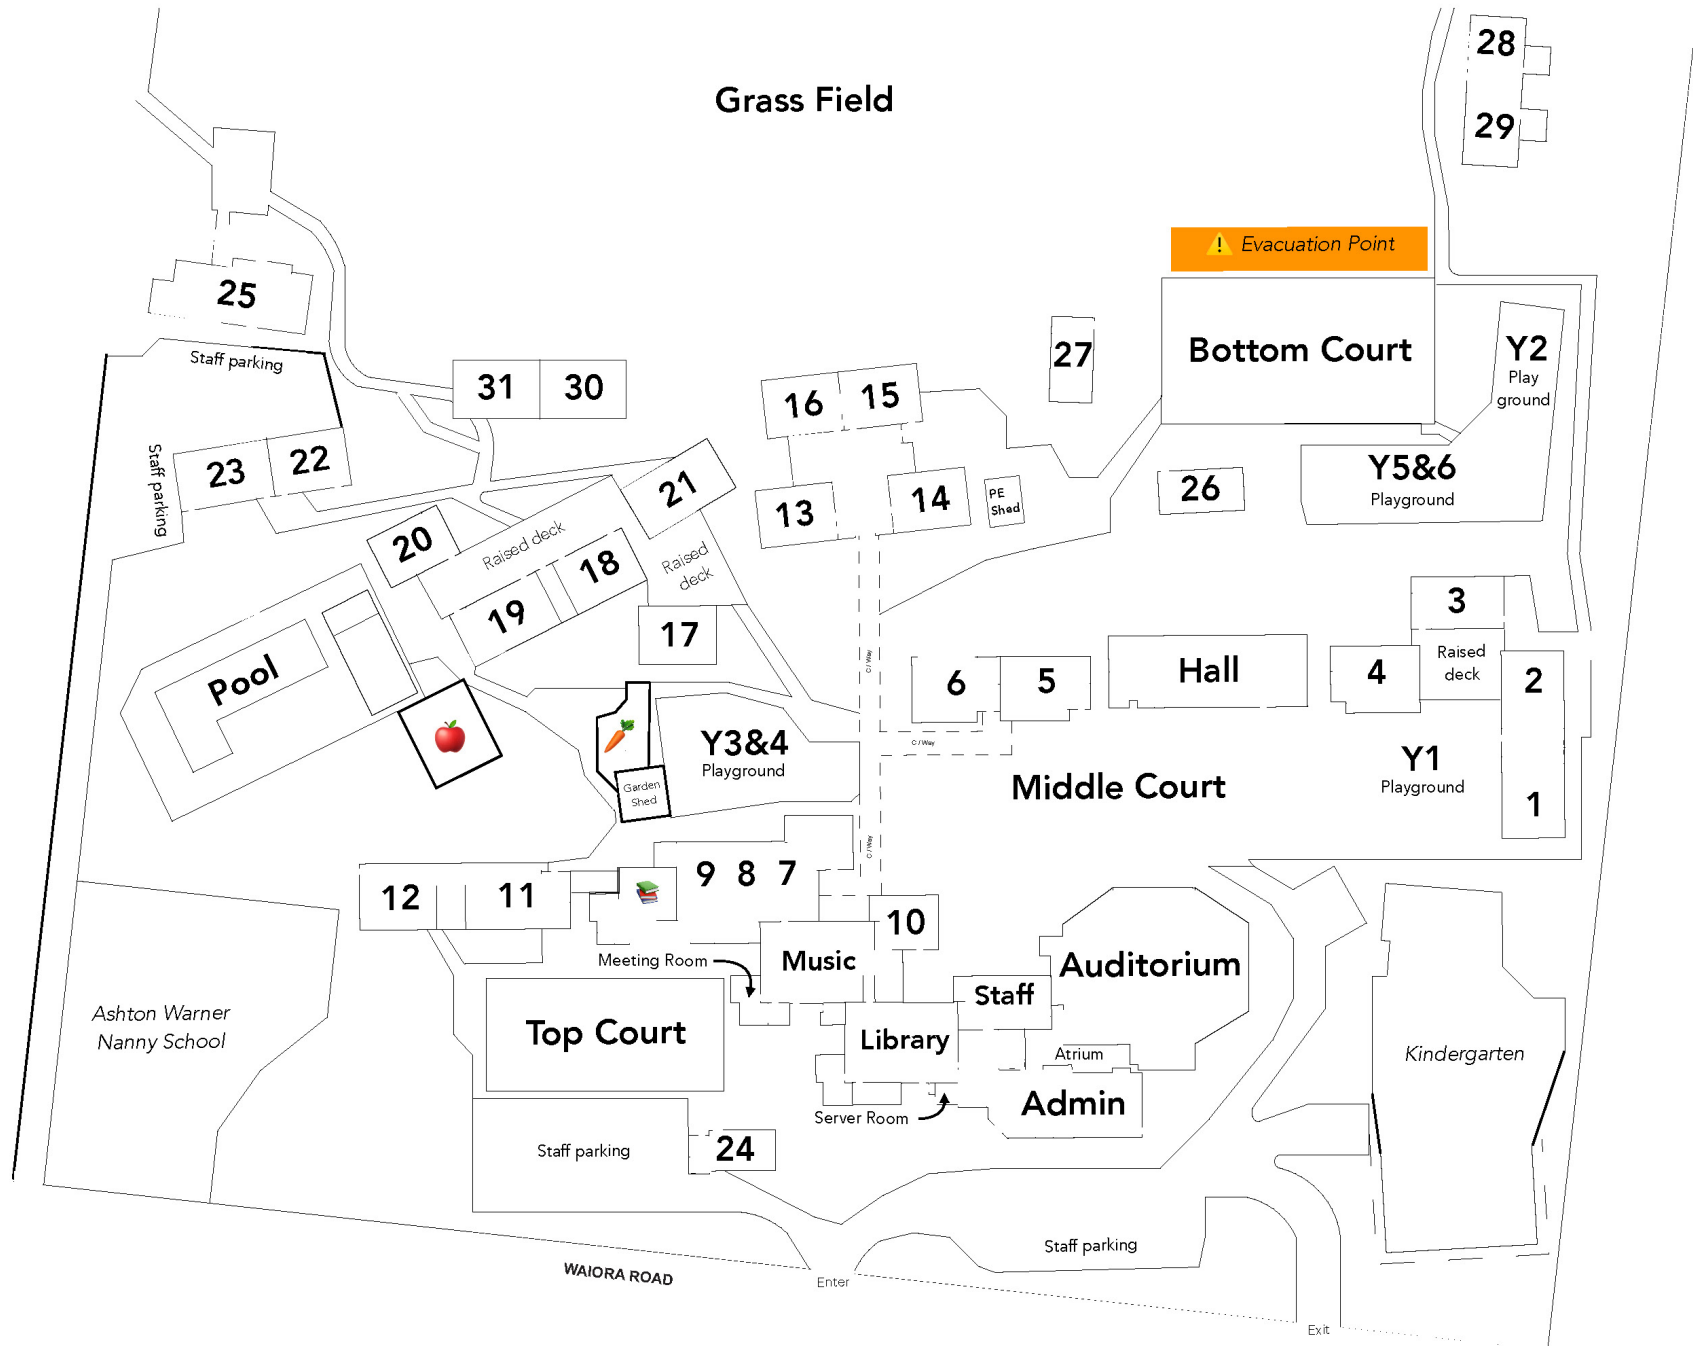 28
Grass Field
29
⚠ Evacuation Point
25
Staff parking
27
Bottom Court
Y2
Play
ground
31
30
16
15
Staff parking
23
22
21
13
14
PE
Shed
26
Y5&6
Playground
20
Raised deck
18
Raised
deck
19
17
3
C / Way
6
5
Hall
4
Raised
deck
2
Pool
Y3&4
Playground
C / Way
Garden
Shed
Middle Court
Y1
Playground
1
C / Way
12
11
9
8
7
10
Meeting Room
Music
Auditorium
Staff
Ashton Warner
Nanny School
Top Court
Library
Atrium
Kindergarten
Server Room
Admin
Staff parking
24
Staff parking
WAIORA ROAD
Enter
Exit